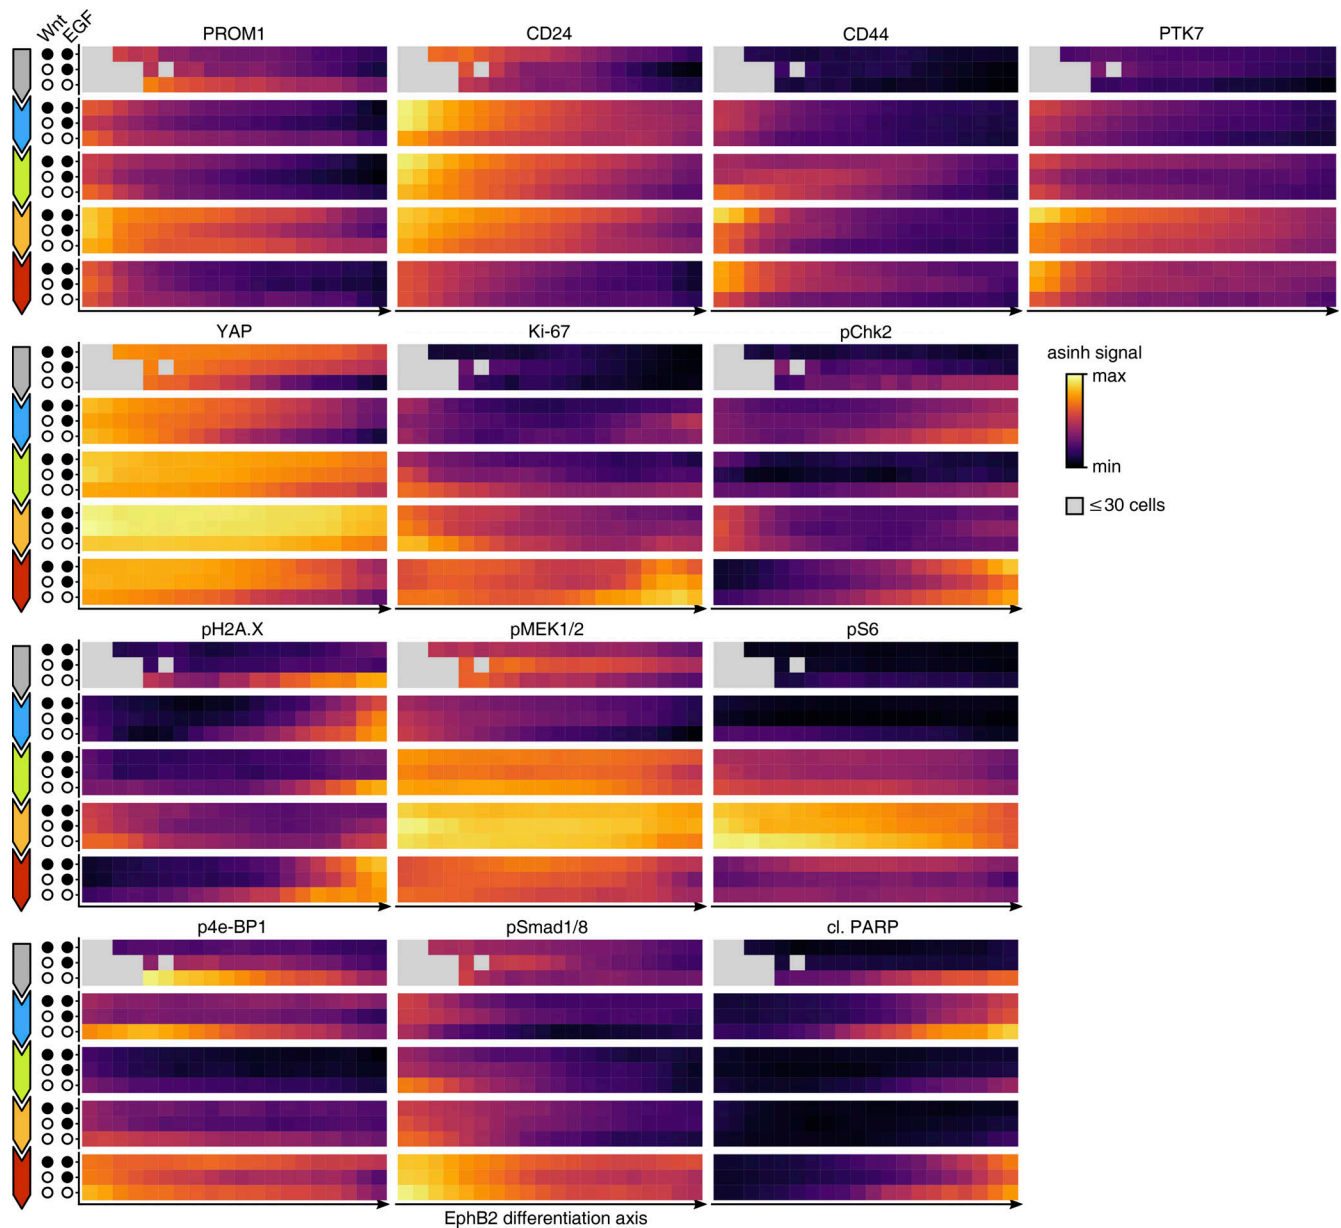 Wnt
EGF
PROM1 CD24 CD44 PTK7
YAP Ki-67 pChk2
asinh signal
max
min
≤30 cells
pH2A.X pMEK1/2 pS6
p4e-BP1 pSmad1/8 cl. PARP
EphB2 differentiation axis